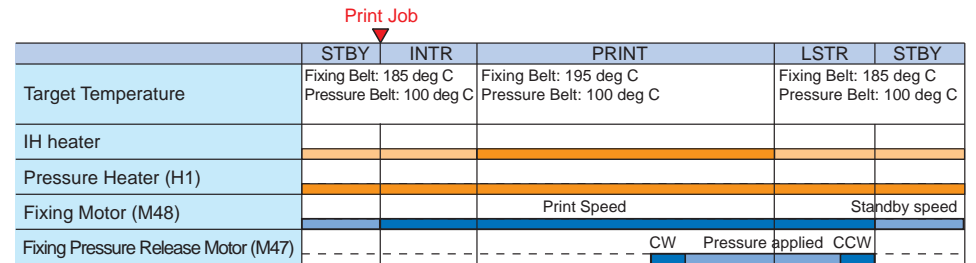 Print Job
STBY INTR PRINT LSTR STBY
Target Temperature
Fixing Belt: 185 deg C
Pressure Belt: 100 deg C
Fixing Belt: 195 deg C
Pressure Belt: 100 deg C
Fixing Belt: 185 deg C
Pressure Belt: 100 deg C
IH heater
Pressure Heater (H1)
Fixing Motor (M48) Print Speed Standby speed
Fixing Pressure Release Motor (M47) CW Pressure applied CCW